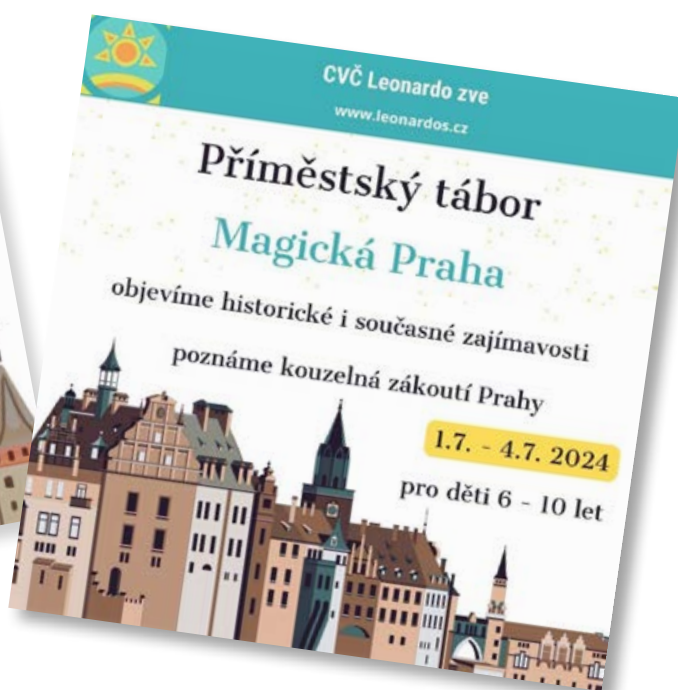 CVČ Leonardo zve
www.leonardos.cz
Příměstský tábor
Magická Praha
objevíme historické i současné zajímavosti
poznáme kouzelná zákoutí Prahy
1.7. - 4.7. 2024
pro děti 6 - 10 let